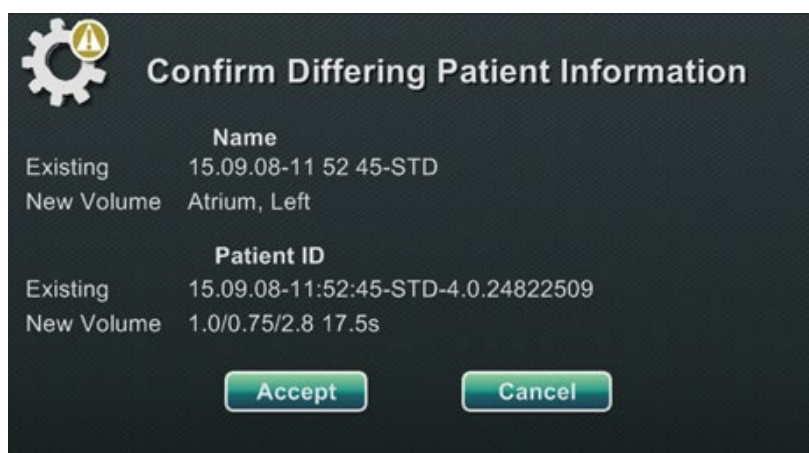 Confirm Differing Patient Information
Name
Existing 15.09.08-11 52 45-STD
New Volume Atrium, Left
Patient ID
Existing 15.09.08-11:52:45-STD-4.0.24822509
New Volume 1.0/0.75/2.8 17.5s
Accept Cancel